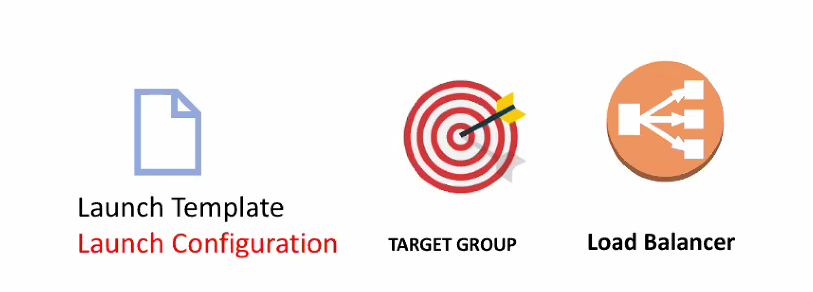 Launch Template
Launch Configuration
TARGET GROUP
Load Balancer